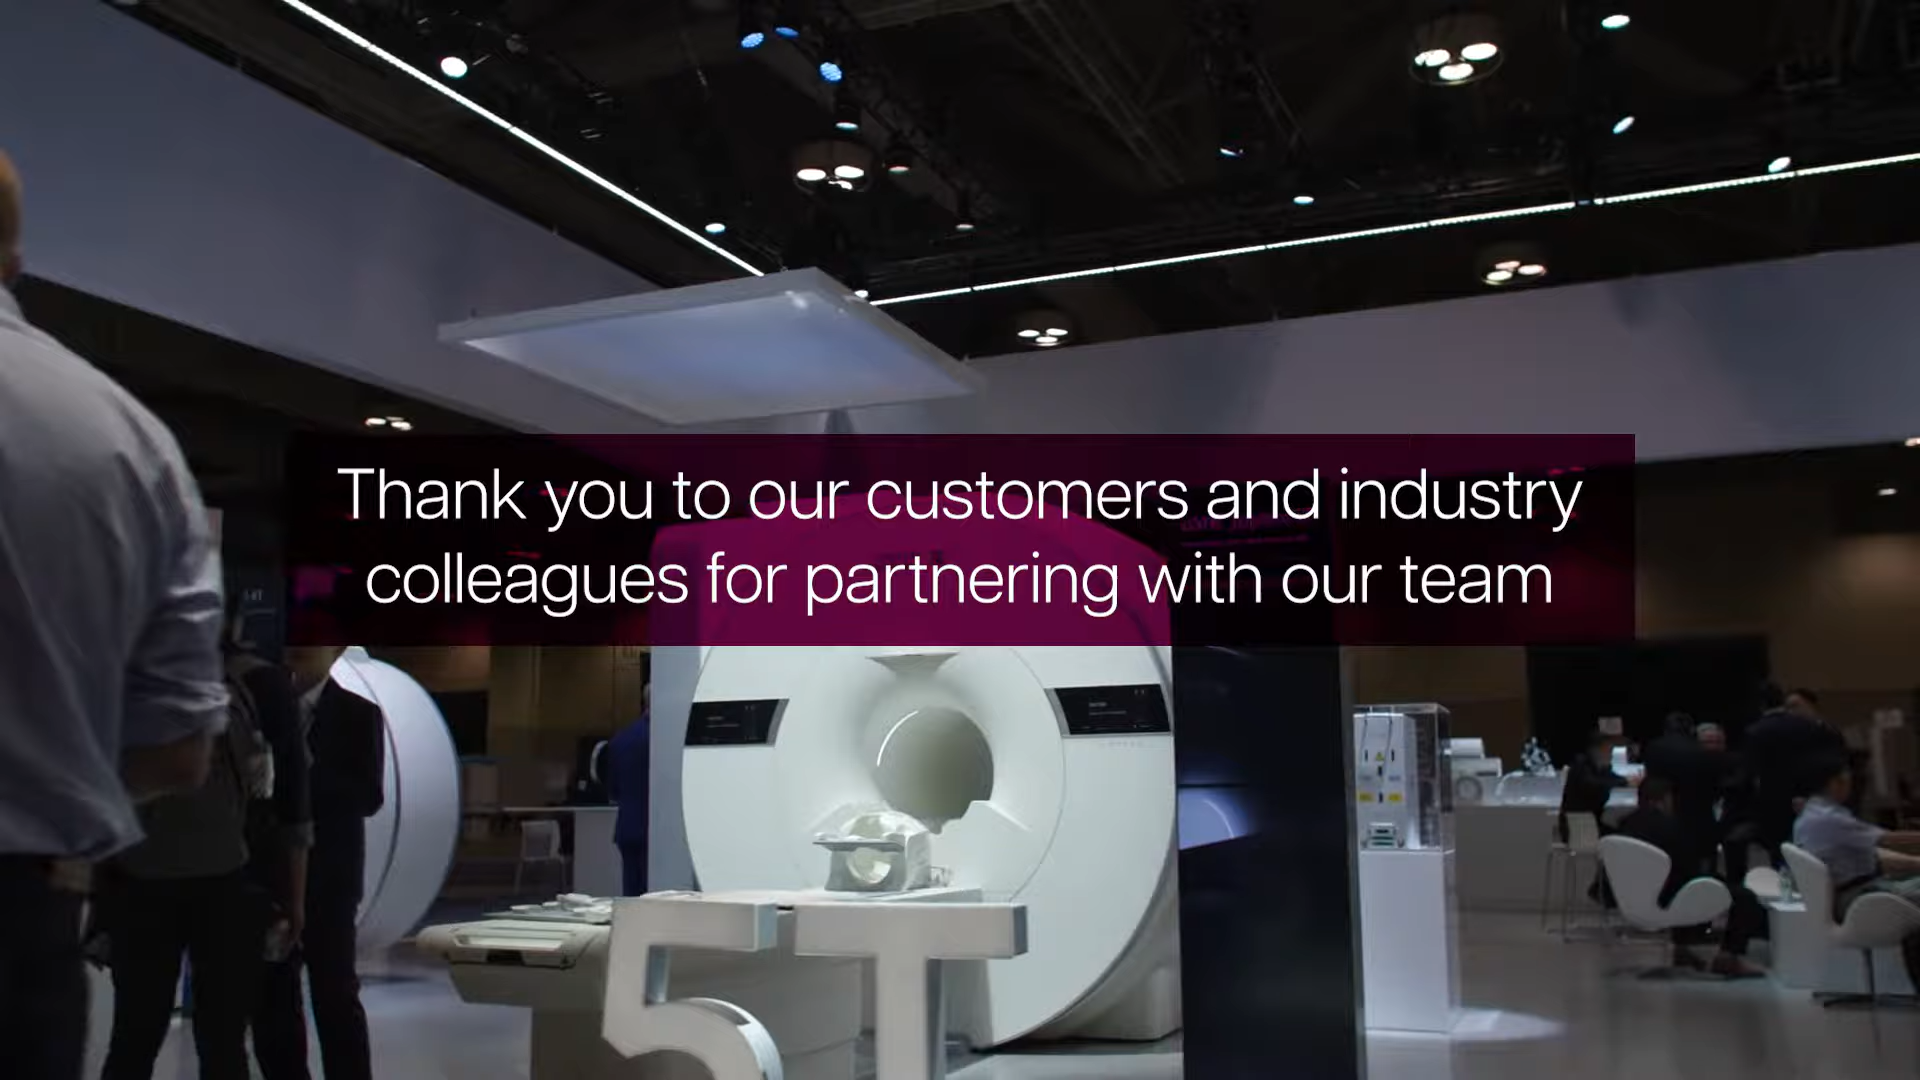 Thank you to our customers and industry
colleagues for partnering with our team
5T